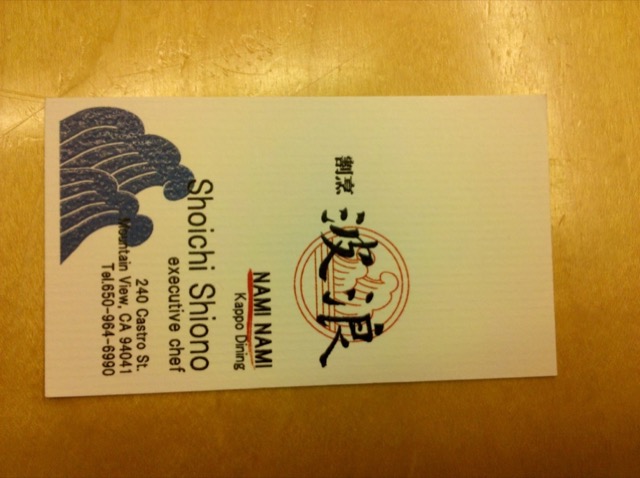 割烹
波浪
NAMI NAMI
Kappo Dining
Shoichi Shiono
executive chef
240 Castro St.
Mountain View, CA 94041
Tel.650-964-6990